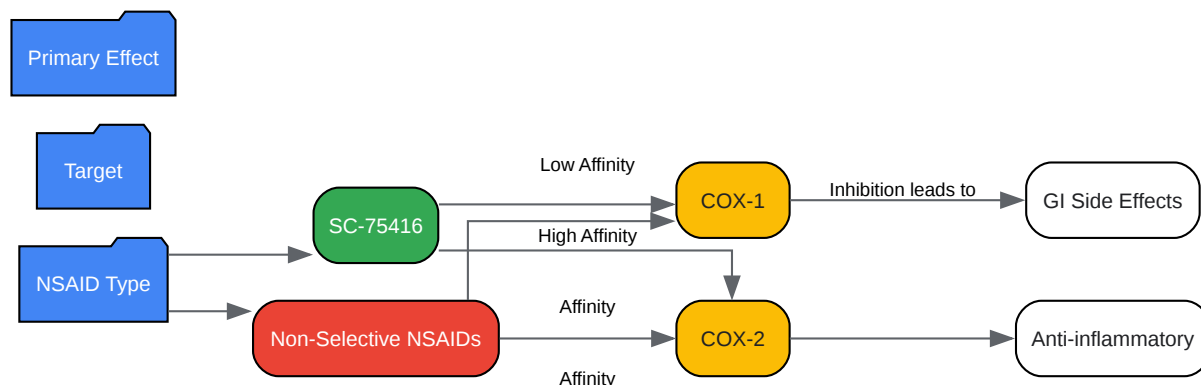 Primary Effect
Target
Low Affinity
COX-1
Inhibition leads to
GI Side Effects
SC-75416
High Affinity
NSAID Type
Affinity
Non-Selective NSAIDs
COX-2
Anti-inflammatory
Affinity